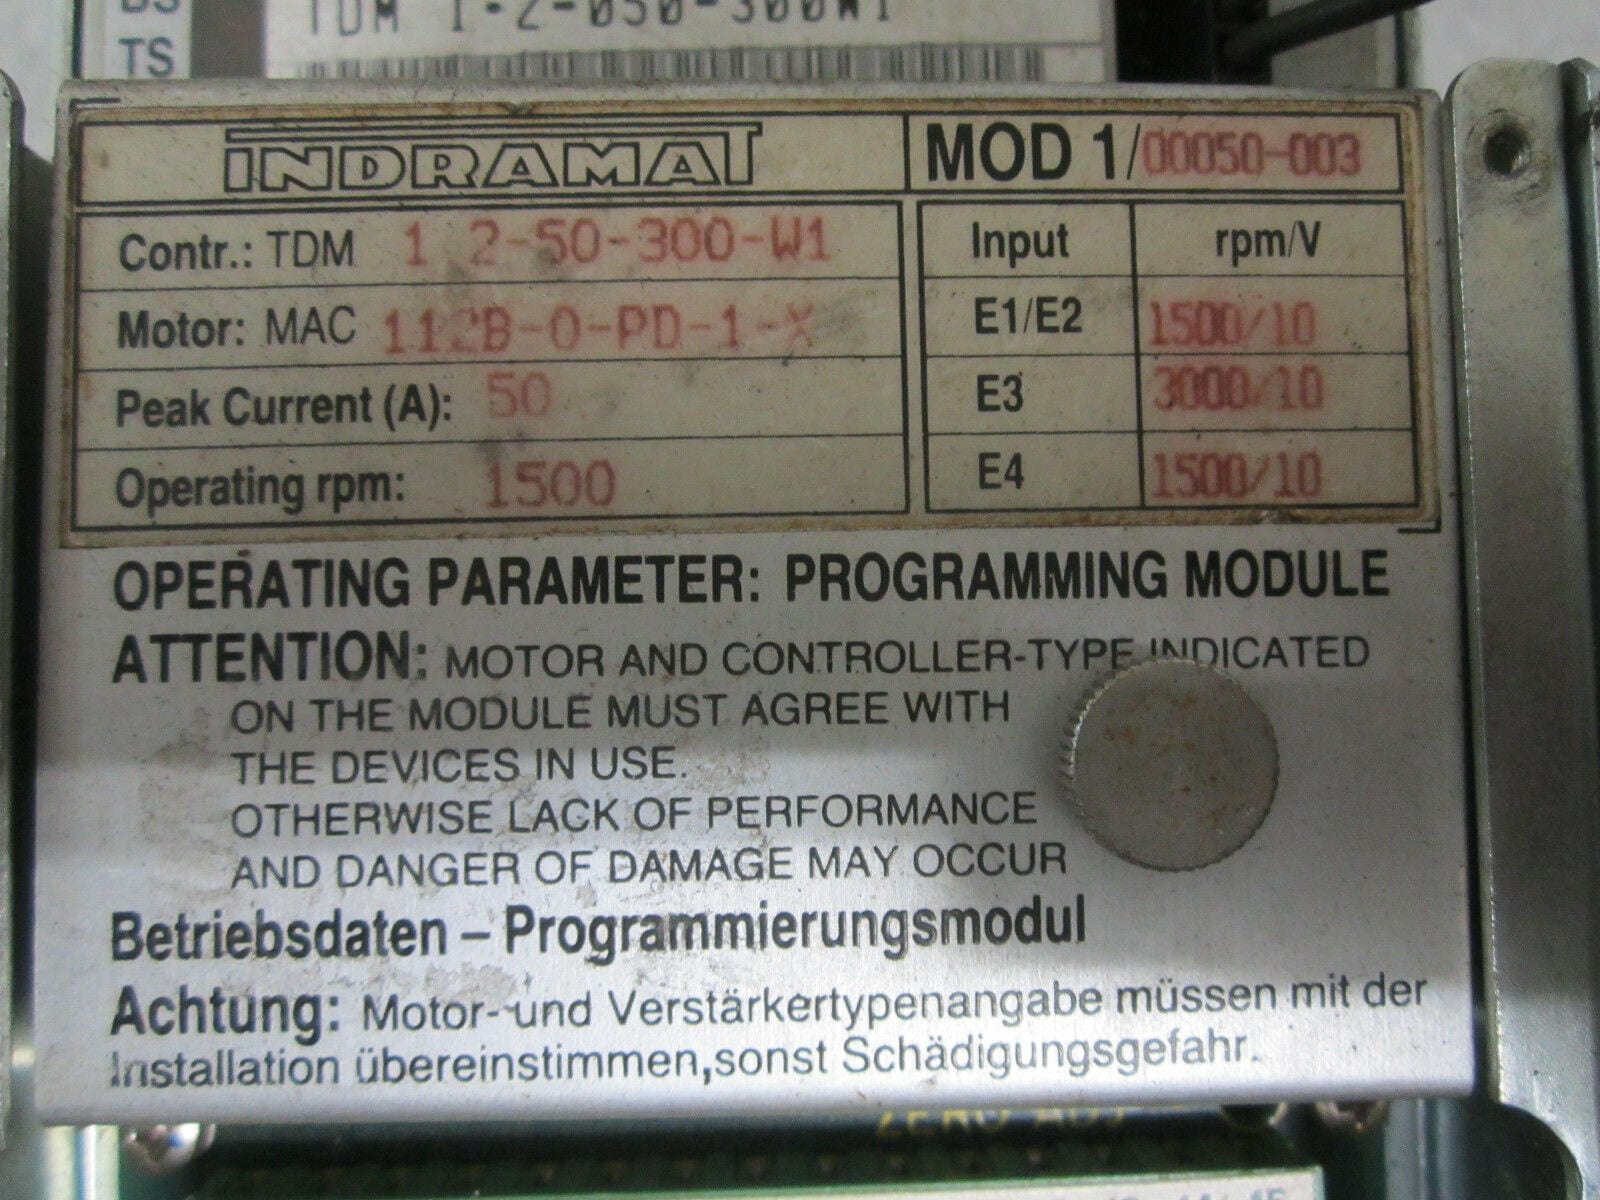 DS
TDM 1-2-050-300W1
TS
INDRAMAT
MOD 1/00050-003
Contr.: TDM 1 2-50-300-W1
Motor: MAC 112B-0-PD-1-X
Peak Current (A): 50
Operating rpm: 1500
Input rpm/V
E1/E2 1500/10
E3 3000/10
E4 1500/10
OPERATING PARAMETER: PROGRAMMING MODULE
ATTENTION: MOTOR AND CONTROLLER-TYPE INDICATED
ON THE MODULE MUST AGREE WITH
THE DEVICES IN USE.
OTHERWISE LACK OF PERFORMANCE
AND DANGER OF DAMAGE MAY OCCUR
Betriebsdaten – Programmierungsmodul
Achtung: Motor- und Verstärkertypenangabe müssen mit der
Installation übereinstimmen,sonst Schädigungsgefahr.
ZERO ADJ